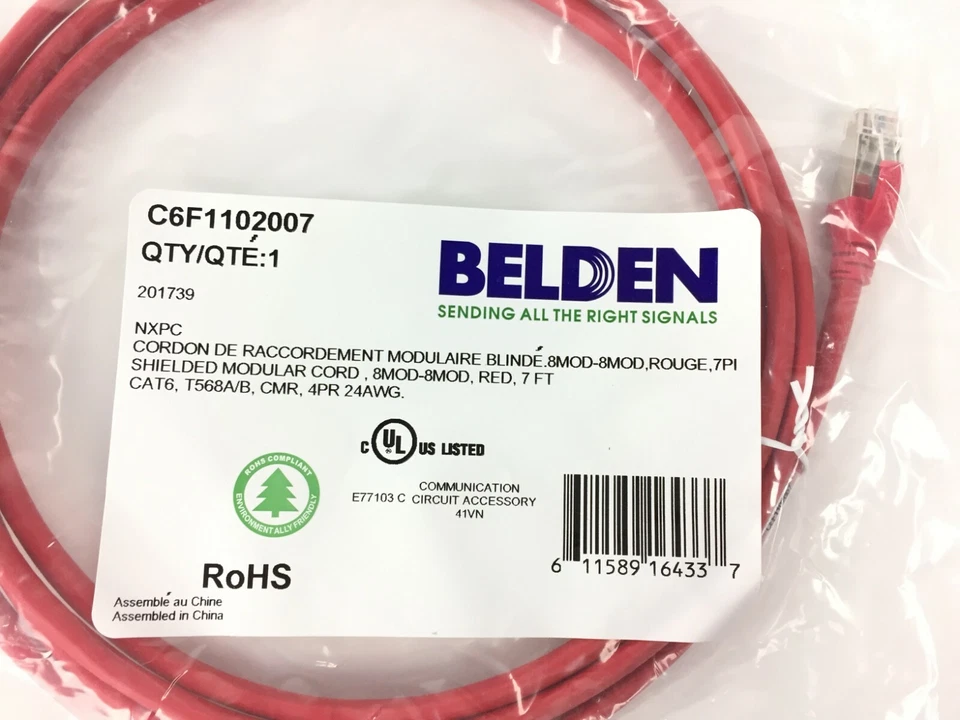 C6F1102007
QTY/QTÉ:1
201739
BELDEN
SENDING ALL THE RIGHT SIGNALS
NXPC
CORDON DE RACCORDEMENT MODULAIRE BLINDÉ.8MOD-8MOD,ROUGE,7PI
SHIELDED MODULAR CORD , 8MOD-8MOD, RED, 7 FT
CAT6, T568A/B, CMR, 4PR 24AWG.
C UL ® US LISTED
COMMUNICATION
E77103 C CIRCUIT ACCESSORY
41VN
ROHS COMPLIANT
ENVIRONMENTALLY FRIENDLY
RoHS
6 11589 16433 7
Assemblé au Chine
Assembled in China